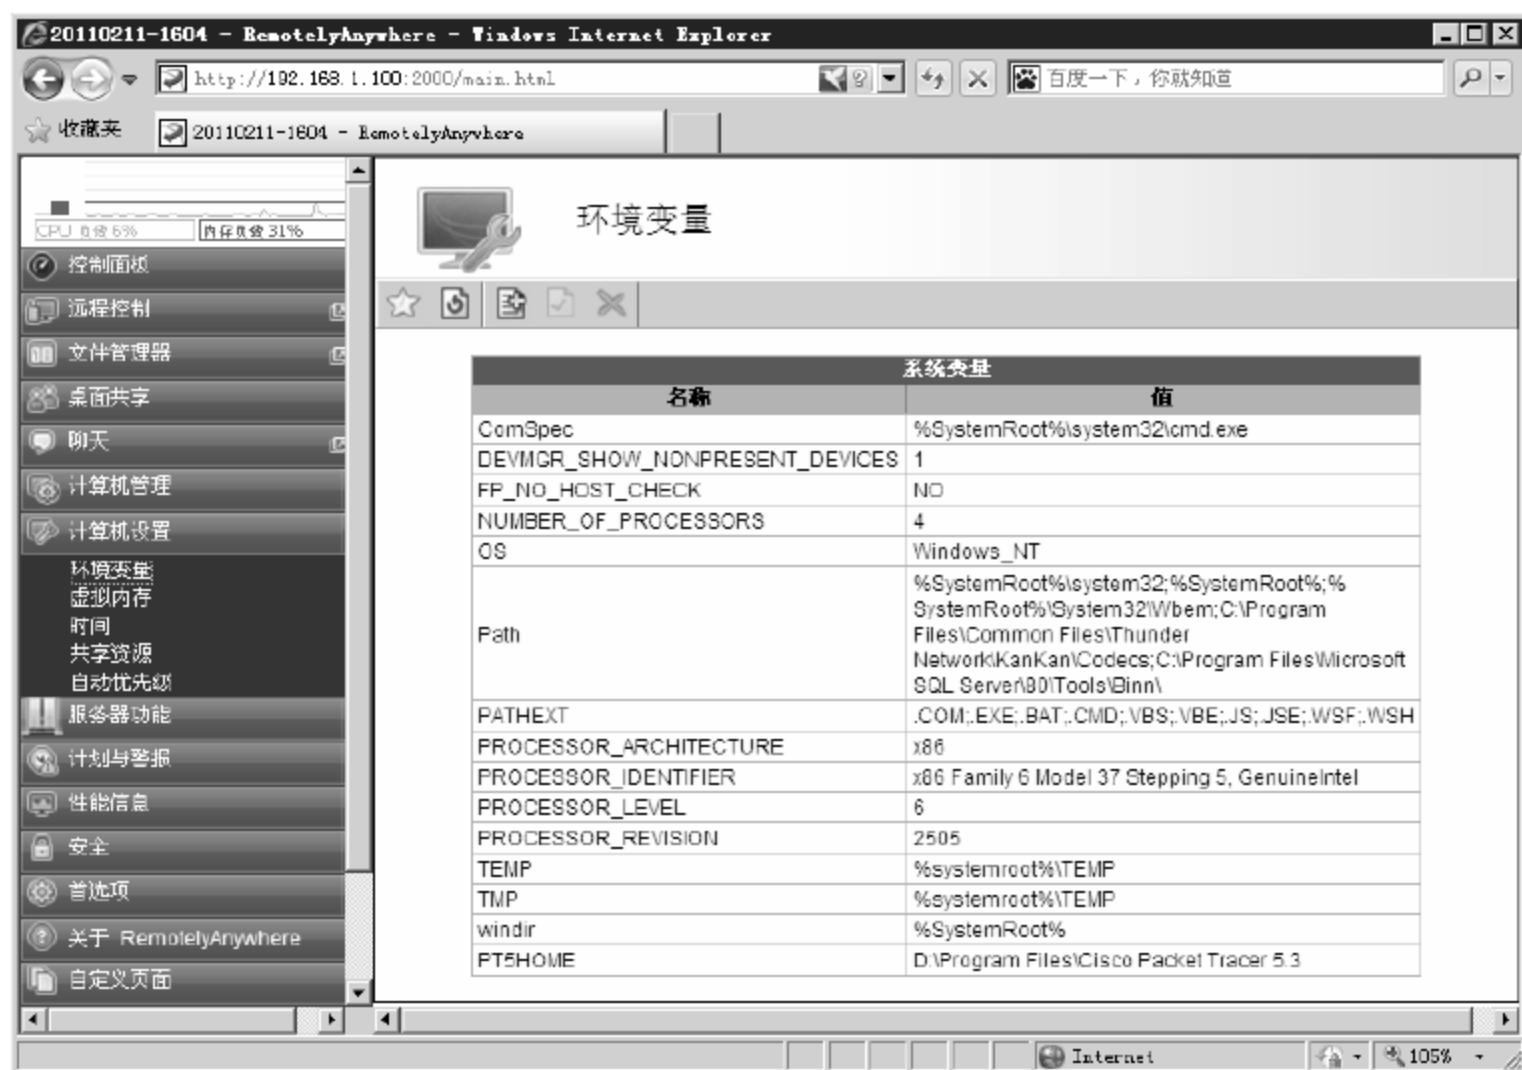 20110211-1604 - RemotelyAnywhere - Windows Internet Explorer
http://192.168.1.100:2000/main.html
百度一下，你就知道
收藏夹
20110211-1604 - RemotelyAnywhere
CPU 负俊 6%
内存负俊 31%
环境变量
控制面板
远程控制
文件管理器
桌面共享
聊天
计算机管理
计算机设置
环境变量
虚拟内存
时间
共享资源
自动优先级
服务器功能
计划与警报
性能信息
安全
首选项
关于 RemotelyAnywhere
自定义页面
系统变量
名称 值
ComSpec %SystemRoot%\system32\cmd.exe
DEVMGR_SHOW_NONPRESENT_DEVICES 1
FP_NO_HOST_CHECK NO
NUMBER_OF_PROCESSORS 4
OS Windows_NT
Path %SystemRoot%\system32;%SystemRoot%;%
SystemRoot%\System32\Wbem;C:\Program
Files\Common Files\Thunder
Network\KanKan\Codecs;C:\Program Files\Microsoft
SQL Server\80\Tools\Binn\
PATHEXT .COM;.EXE;.BAT;.CMD;.VBS;.VBE;.JS;.JSE;.WSF;.WSH
PROCESSOR_ARCHITECTURE x86
PROCESSOR_IDENTIFIER x86 Family 6 Model 37 Stepping 5, GenuineIntel
PROCESSOR_LEVEL 6
PROCESSOR_REVISION 2505
TEMP %systemroot%\TEMP
TMP %systemroot%\TEMP
windir %SystemRoot%
PT5HOME D:\Program Files\Cisco Packet Tracer 5.3
Internet
105%